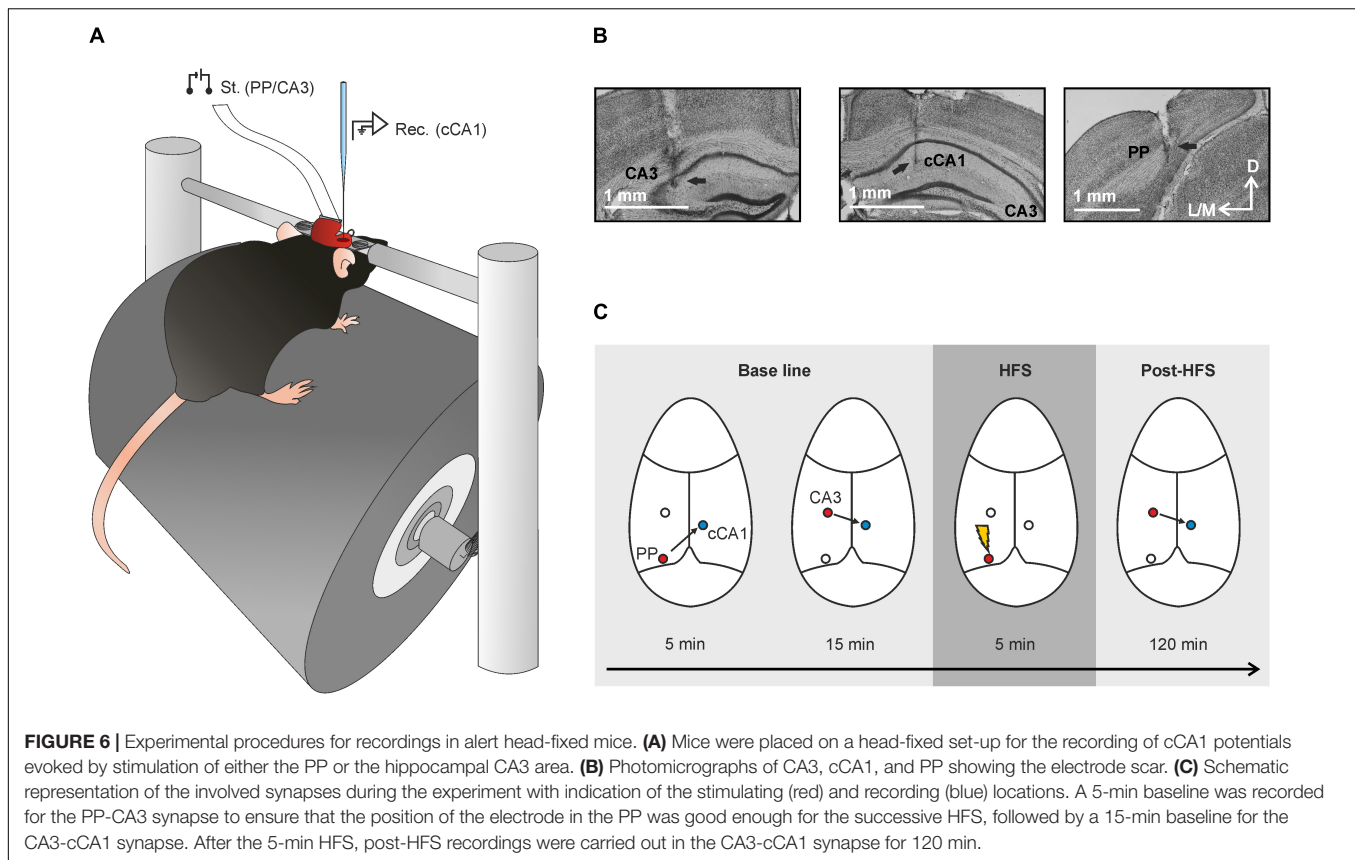 A
St. (PP/CA3)
Rec. (cCA1)
B
CA3
1 mm
cCA1
1 mm
CA3
PP
1 mm
D
L/M
C
Base line
HFS
Post-HFS
PP
cCA1
CA3
5 min
15 min
5 min
120 min
FIGURE 6 | Experimental procedures for recordings in alert head-fixed mice. (A) Mice were placed on a head-fixed set-up for the recording of cCA1 potentials
evoked by stimulation of either the PP or the hippocampal CA3 area. (B) Photomicrographs of CA3, cCA1, and PP showing the electrode scar. (C) Schematic
representation of the involved synapses during the experiment with indication of the stimulating (red) and recording (blue) locations. A 5-min baseline was recorded
for the PP-CA3 synapse to ensure that the position of the electrode in the PP was good enough for the successive HFS, followed by a 15-min baseline for the
CA3-cCA1 synapse. After the 5-min HFS, post-HFS recordings were carried out in the CA3-cCA1 synapse for 120 min.